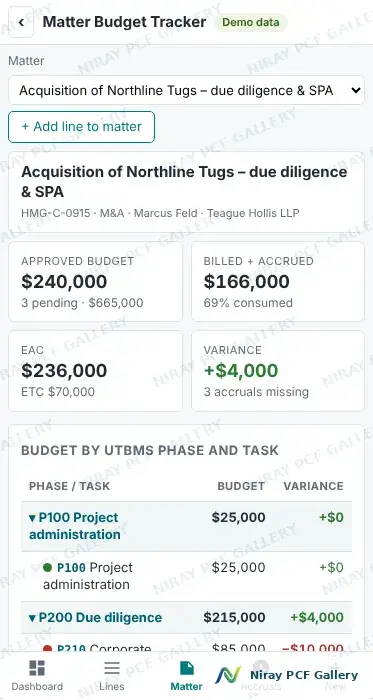 ‹ Matter Budget Tracker Demo data
Matter
Acquisition of Northline Tugs – due diligence & SPA
+ Add line to matter
Acquisition of Northline Tugs – due diligence
& SPA
HMG-C-0915 · M&A · Marcus Feld · Teague Hollis LLP
APPROVED BUDGET
$240,000
3 pending · $665,000
BILLED + ACCRUED
$166,000
69% consumed
EAC
$236,000
ETC $70,000
VARIANCE
+$4,000
3 accruals missing
BUDGET BY UTBMS PHASE AND TASK
PHASE / TASK BUDGET VARIANCE
▾ P100 Project
administration
$25,000 +$0
P100 Project
administration
$25,000 +$0
▾ P200 Due diligence $215,000 +$4,000
P210 Corporate $85,000 −$10,000
Dashboard Lines Matter Accruals New
Niray PCF Gallery
NIRAY PCF GALLERY